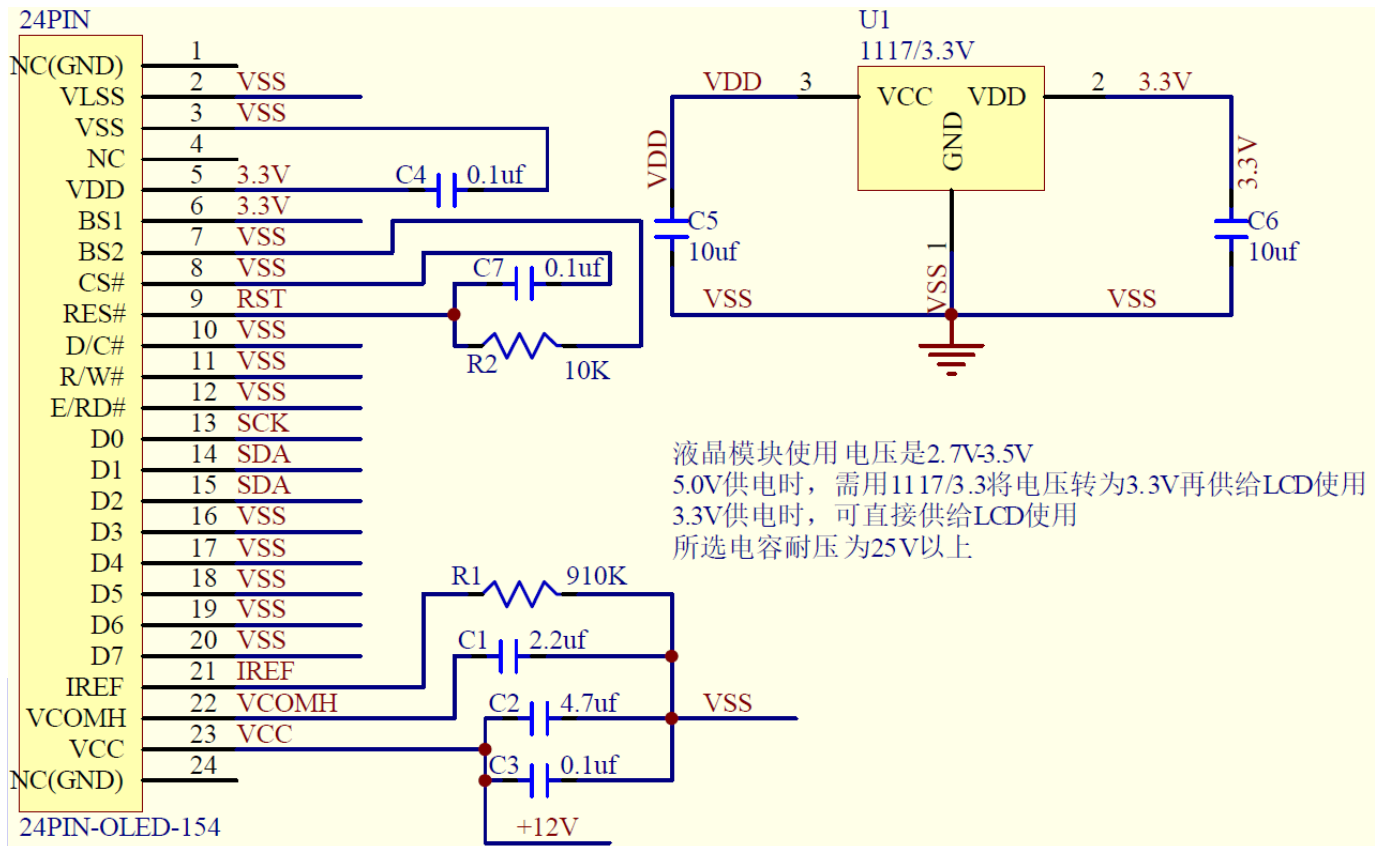 24PIN
NC(GND) 1
VLSS 2 VSS
VSS 3 VSS
NC 4
VDD 5 3.3V C4 0.1uf
BS1 6 3.3V
BS2 7 VSS
CS# 8 VSS C7 0.1uf
RES# 9 RST
D/C# 10 VSS R2 10K
R/W# 11 VSS
E/RD# 12 VSS
D0 13 SCK
D1 14 SDA
D2 15 SDA
D3 16 VSS
D4 17 VSS
D5 18 VSS R1 910K
D6 19 VSS
D7 20 VSS C1 2.2uf
IREF 21 IREF
VCOMH 22 VCOMH C2 4.7uf VSS
VCC 23 VCC
NC(GND) 24 C3 0.1uf
24PIN-OLED-154 +12V
U1
1117/3.3V
VDD 3 VCC VDD 2 3.3V
GND
VDD
3.3V
C5
10uf
C6
10uf
1
VSS
VSS
VSS
液晶模块使用电压是2.7V-3.5V
5.0V供电时，需用1117/3.3将电压转为3.3V再供给LCD使用
3.3V供电时，可直接供给LCD使用
所选电容耐压为25V以上